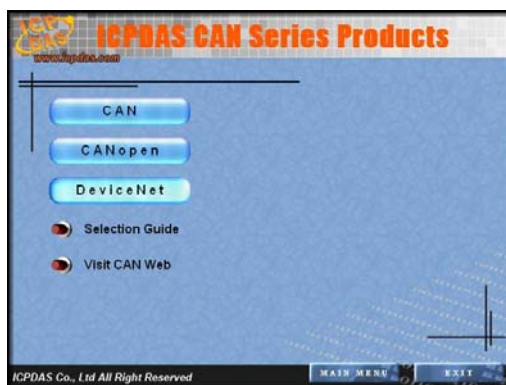 ICP DAS
www.icpdas.com
ICPDAS CAN Series Products
CAN
CANopen
DeviceNet
Selection Guide
Visit CAN Web
ICPDAS Co., Ltd All Right Reserved
MAIN MENU
EXIT